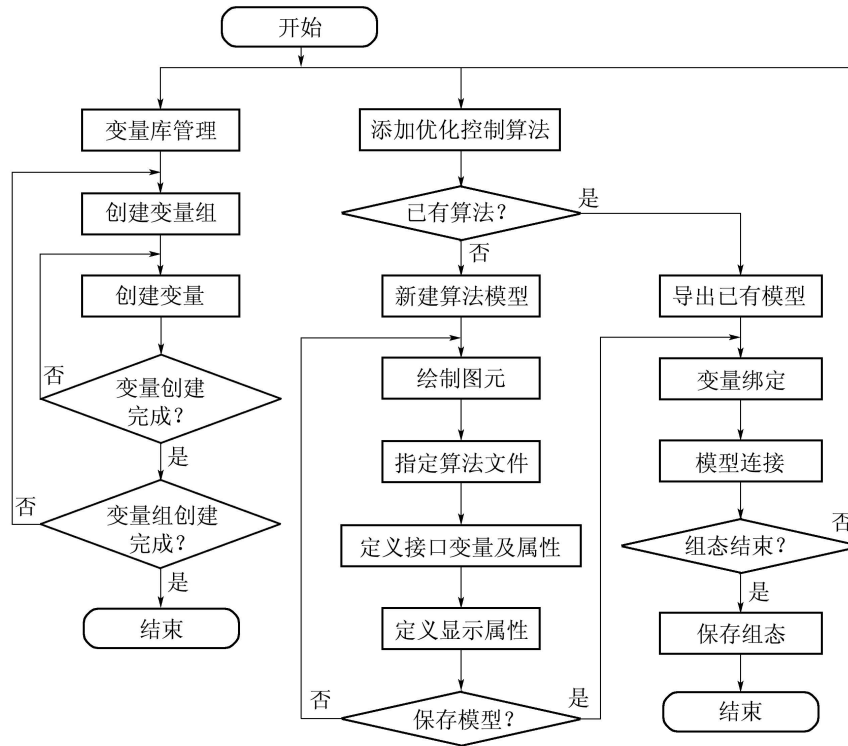 开始
变量库管理
创建变量组
创建变量
否
变量创建
完成？
是
否
变量组创建
完成？
是
结束
添加优化控制算法
已有算法？
是
否
新建算法模型
绘制图元
指定算法文件
定义接口变量及属性
定义显示属性
否
保存模型？
是
导出已有模型
变量绑定
模型连接
否
组态结束？
是
保存组态
结束